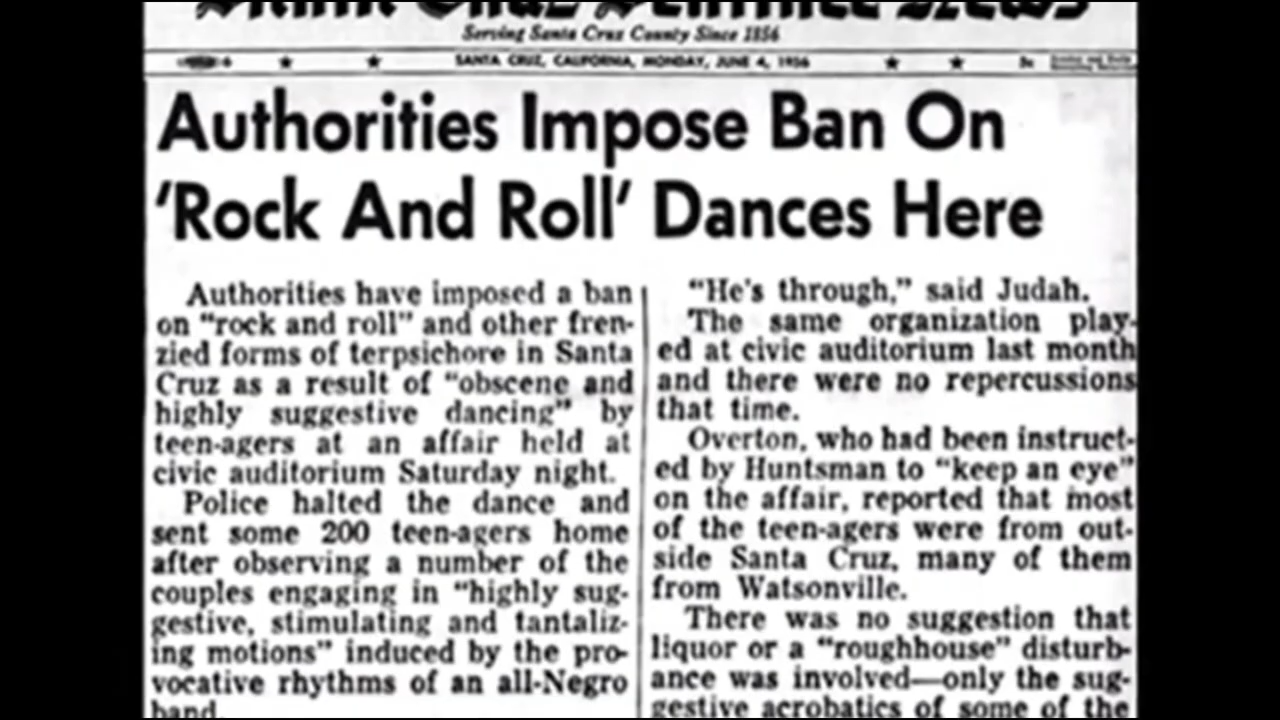 Serving Santa Cruz County Since 1856
SANTA CRUZ, CALIFORNIA, MONDAY, JUNE 4, 1956
5c
Authorities Impose Ban On
'Rock And Roll' Dances Here
Authorities have imposed a ban
on "rock and roll" and other fren-
zied forms of terpsichore in Santa
Cruz as a result of "obscene and
highly suggestive dancing" by
teen-agers at an affair held at
civic auditorium Saturday night.
Police halted the dance and
sent some 200 teen-agers home
after observing a number of the
couples engaging in "highly sug-
gestive, stimulating and tantaliz-
ing motions" induced by the pro-
vocative rhythms of an all-Negro
band.
"He's through," said Judah.
The same organization play-
ed at civic auditorium last month
and there were no repercussions
that time.
Overton, who had been instruct-
ed by Huntsman to "keep an eye"
on the affair, reported that most
of the teen-agers were from out-
side Santa Cruz, many of them
from Watsonville.
There was no suggestion that
liquor or a "roughhouse" disturb-
ance was involved—only the sug-
gestive acrobatics of some of the